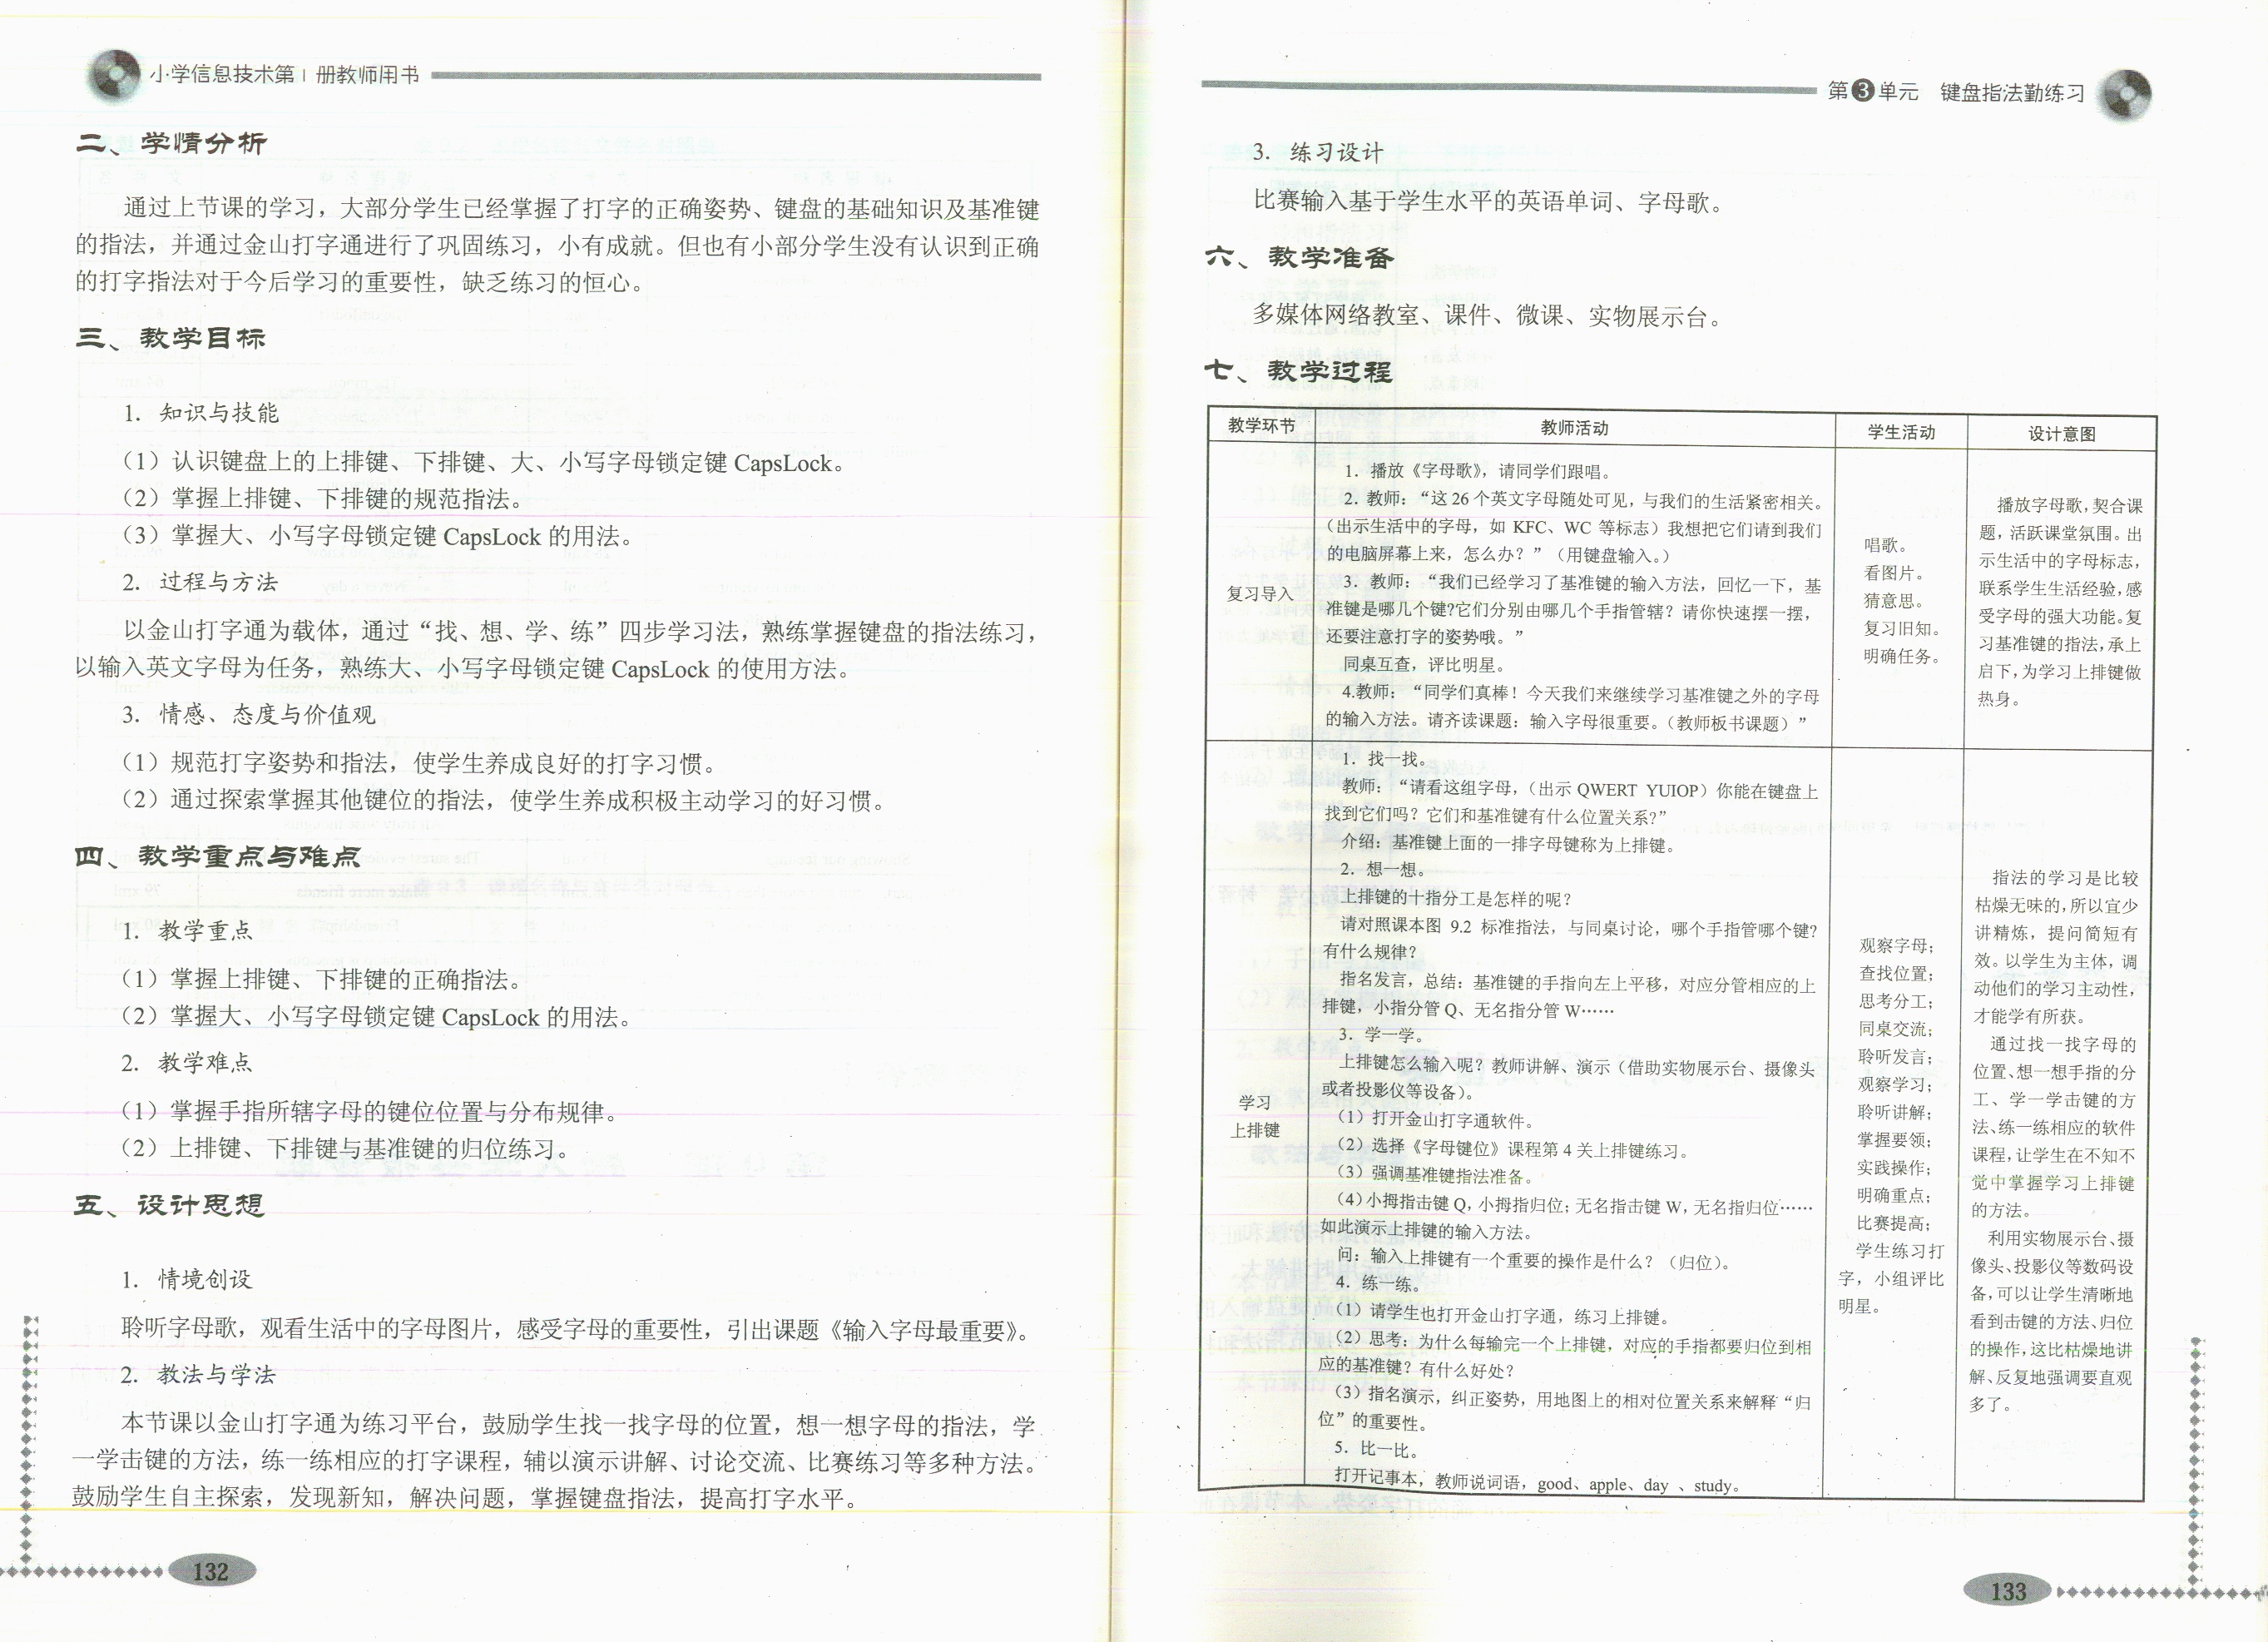 小学信息技术第1册教师用书
二、学情分析
通过上节课的学习，大部分学生已经掌握了打字的正确姿势、键盘的基础知识及基准键
的指法，并通过金山打字通进行了巩固练习，小有成就。但也有小部分学生没有认识到正确
的打字指法对于今后学习的重要性，缺乏练习的恒心。
三、教学目标
1. 知识与技能
（1）认识键盘上的上排键、下排键、大、小写字母锁定键 CapsLock。
（2）掌握上排键、下排键的规范指法。
（3）掌握大、小写字母锁定键 CapsLock 的用法。
2. 过程与方法
以金山打字通为载体，通过“找、想、学、练”四步学习法，熟练掌握键盘的指法练习，
以输入英文字母为任务，熟练大、小写字母锁定键 CapsLock 的使用方法。
3. 情感、态度与价值观
（1）规范打字姿势和指法，使学生养成良好的打字习惯。
（2）通过探索掌握其他键位的指法，使学生养成积极主动学习的好习惯。
四、教学重点与难点
1. 教学重点
（1）掌握上排键、下排键的正确指法。
（2）掌握大、小写字母锁定键 CapsLock 的用法。
2. 教学难点
（1）掌握手指所辖字母的键位位置与分布规律。
（2）上排键、下排键与基准键的归位练习。
五、设计思想
1. 情境创设
聆听字母歌，观看生活中的字母图片，感受字母的重要性，引出课题《输入字母最重要》。
2. 教法与学法
本节课以金山打字通为练习平台，鼓励学生找一找字母的位置，想一想字母的指法，学
一学击键的方法，练一练相应的打字课程，辅以演示讲解、讨论交流、比赛练习等多种方法。
鼓励学生自主探索，发现新知，解决问题，掌握键盘指法，提高打字水平。
132
第3单元 键盘指法勤练习
3. 练习设计
比赛输入基于学生水平的英语单词、字母歌。
六、教学准备
多媒体网络教室、课件、微课、实物展示台。
七、教学过程
教学环节 教师活动 学生活动 设计意图
复习导入
1. 播放《字母歌》，请同学们跟唱。
2. 教师：“这 26 个英文字母随处可见，与我们的生活紧密相关。
（出示生活中的字母，如 KFC、WC 等标志）我想把它们请到我们
的电脑屏幕上来，怎么办？”（用键盘输入。）
3. 教师：“我们已经学习了基准键的输入方法，回忆一下，基
准键是哪几个键?它们分别由哪几个手指管辖？请你快速摆一摆，
还要注意打字的姿势哦。”
同桌互查，评比明星。
4.教师：“同学们真棒！今天我们来继续学习基准键之外的字母
的输入方法。请齐读课题：输入字母很重要。（教师板书课题）”
唱歌。
看图片。
猜意思。
复习旧知。
明确任务。
播放字母歌，契合课
题，活跃课堂氛围。出
示生活中的字母标志，
联系学生生活经验，感
受字母的强大功能。复
习基准键的指法，承上
启下，为学习上排键做
热身。
学习
上排键
1. 找一找。
教师：“请看这组字母，（出示 QWERT YUIOP）你能在键盘上
找到它们吗？它们和基准键有什么位置关系?”
介绍：基准键上面的一排字母键称为上排键。
2. 想一想。
上排键的十指分工是怎样的呢？
请对照课本图 9.2 标准指法，与同桌讨论，哪个手指管哪个键？
有什么规律？
指名发言，总结：基准键的手指向左上平移，对应分管相应的上
排键，小指分管 Q、无名指分管 W……
3. 学一学。
上排键怎么输入呢？教师讲解、演示（借助实物展示台、摄像头
或者投影仪等设备）。
（1）打开金山打字通软件。
（2）选择《字母键位》课程第 4 关上排键练习。
（3）强调基准键指法准备。
（4）小拇指击键 Q，小拇指归位；无名指击键 W，无名指归位……
如此演示上排键的输入方法。
问：输入上排键有一个重要的操作是什么？（归位）。
4. 练一练。
（1）请学生也打开金山打字通，练习上排键。
（2）思考：为什么每输完一个上排键，对应的手指都要归位到相
应的基准键？有什么好处？
（3）指名演示，纠正姿势，用地图上的相对位置关系来解释“归
位”的重要性。
5. 比一比。
打开记事本，教师说词语，good、apple、day 、study。
观察字母；
查找位置；
思考分工；
同桌交流；
聆听发言；
观察学习；
聆听讲解；
掌握要领；
实践操作；
明确重点；
比赛提高；
学生练习打
字，小组评比
明星。
指法的学习是比较
枯燥无味的，所以宜少
讲精炼，提问简短有
效。以学生为主体，调
动他们的学习主动性，
才能学有所获。
通过找一找字母的
位置、想一想手指的分
工、学一学击键的方
法、练一练相应的软件
课程，让学生在不知不
觉中掌握学习上排键
的方法。
利用实物展示台、摄
像头、投影仪等数码设
备，可以让学生清晰地
看到击键的方法、归位
的操作，这比枯燥地讲
解、反复地强调要直观
多了。
133